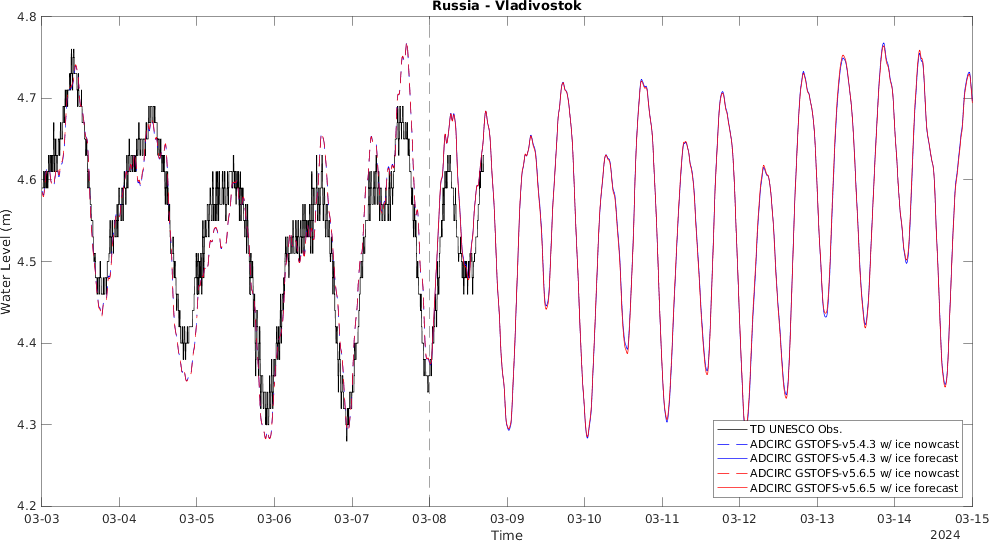 Russia - Vladivostok
4.8
4.7
4.6
4.5
4.4
4.3
4.2
Water Level (m)
TD UNESCO Obs.
ADCIRC GSTOFS-v5.4.3 w/ ice nowcast
ADCIRC GSTOFS-v5.4.3 w/ ice forecast
ADCIRC GSTOFS-v5.6.5 w/ ice nowcast
ADCIRC GSTOFS-v5.6.5 w/ ice forecast
03-03 03-04 03-05 03-06 03-07 03-08 03-09 03-10 03-11 03-12 03-13 03-14 03-15
Time
2024